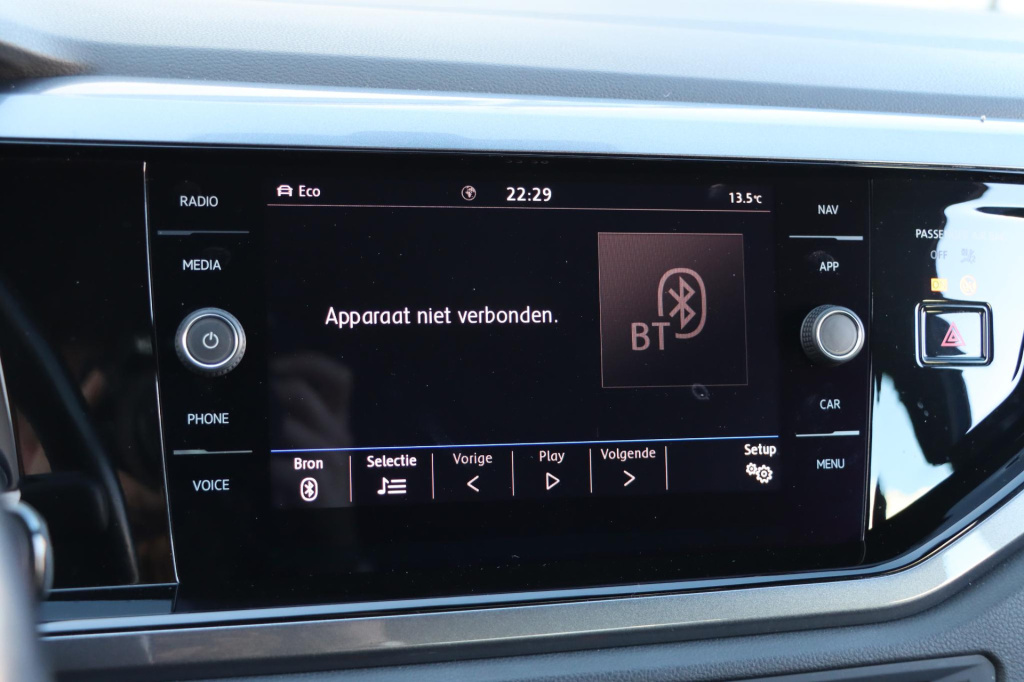 RADIO
MEDIA
PHONE
VOICE
Eco
22:29
13.5°C
Apparaat niet verbonden.
BT
Bron
Selectie
Vorige
Play
Volgende
Setup
NAV
APP
CAR
MENU
OFF